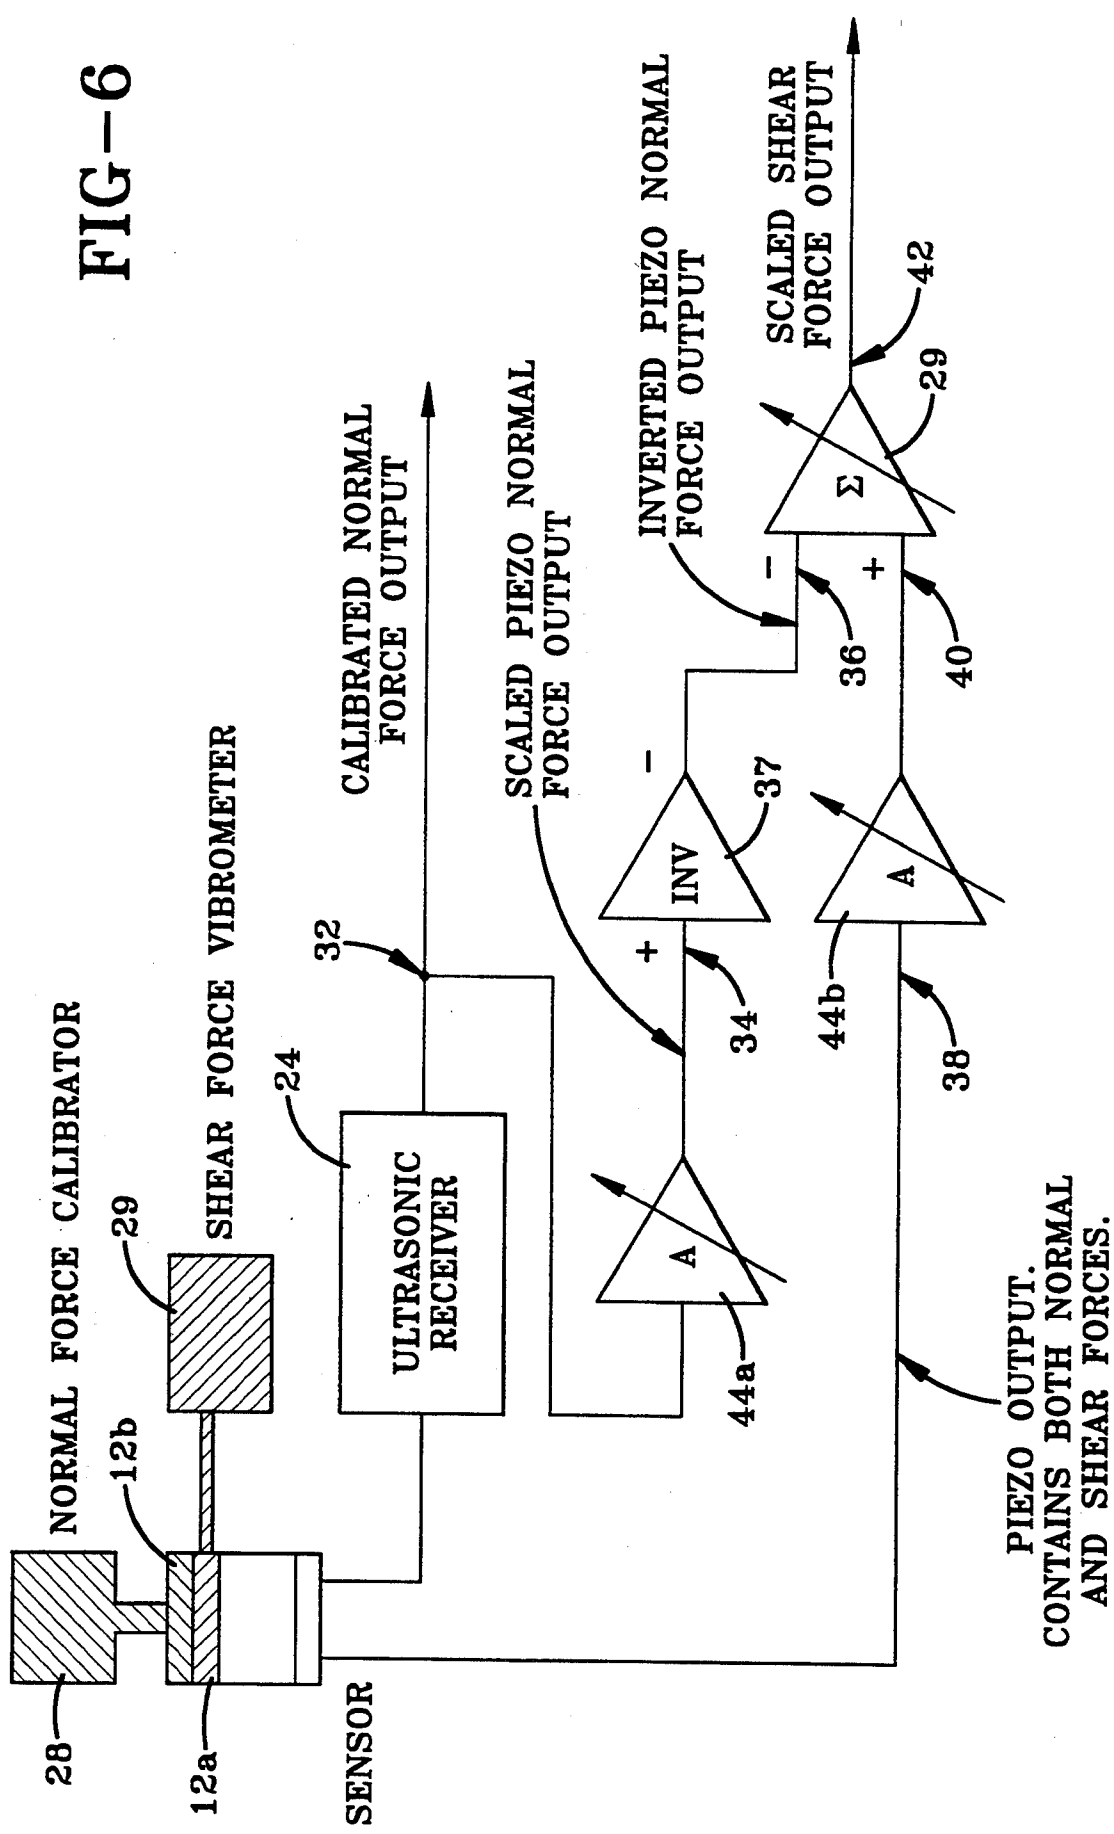 FIG-6
NORMAL FORCE CALIBRATOR
28
12b
29
SHEAR FORCE VIBROMETER
12a
SENSOR
24
ULTRASONIC
RECEIVER
32
CALIBRATED NORMAL
FORCE OUTPUT
SCALED PIEZO NORMAL
FORCE OUTPUT
A
44a
+
34
INV
37
−
INVERTED PIEZO NORMAL
FORCE OUTPUT
−
36
+
40
Σ
29
42
SCALED SHEAR
FORCE OUTPUT
A
44b
38
PIEZO OUTPUT.
CONTAINS BOTH NORMAL
AND SHEAR FORCES.